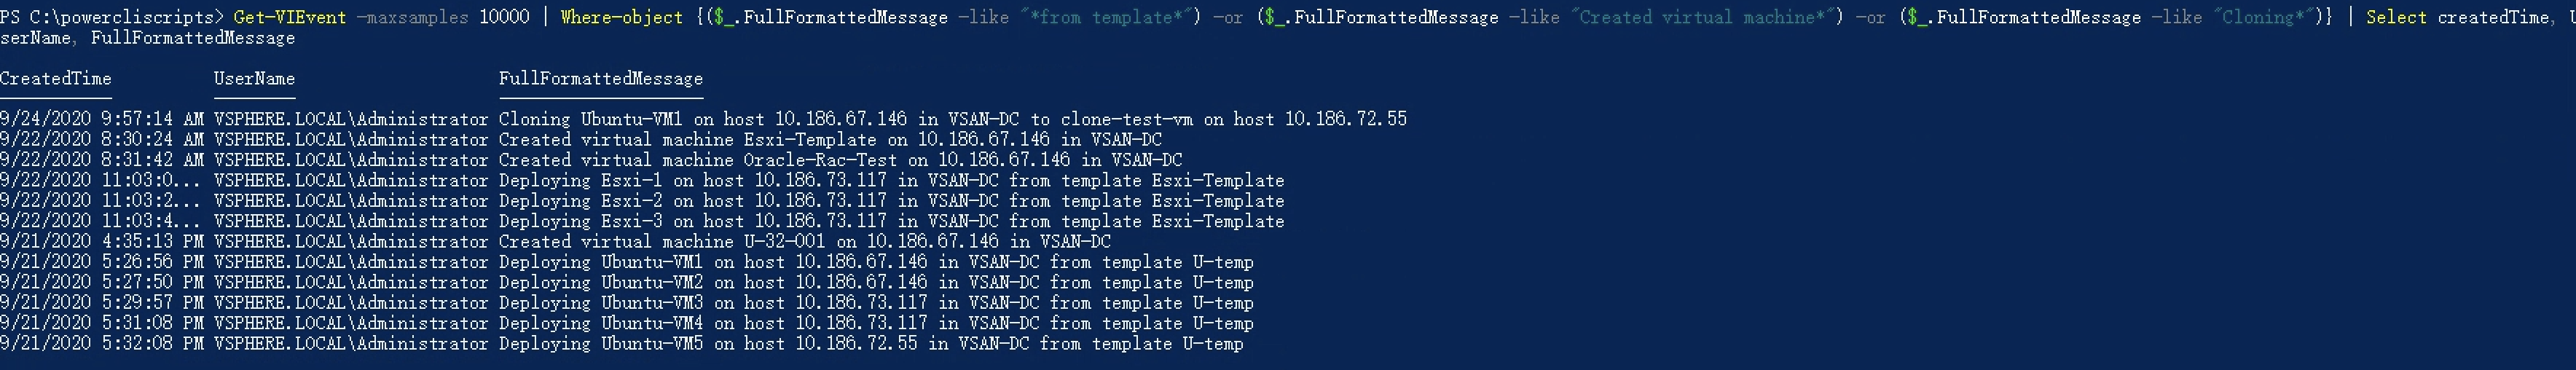 PS C:\powercliscripts> Get-VIEvent -maxsamples 10000 | Where-object {($_.FullFormattedMessage -like "*from template*") -or ($_.FullFormattedMessage -like "Created virtual machine*") -or ($_.FullFormattedMessage -like "Cloning*")} | Select createdTime, U
serName, FullFormattedMessage
CreatedTime UserName FullFormattedMessage
9/24/2020 9:57:14 AM VSPHERE.LOCAL\Administrator Cloning Ubuntu-VM1 on host 10.186.67.146 in VSAN-DC to clone-test-vm on host 10.186.72.55
9/22/2020 8:30:24 AM VSPHERE.LOCAL\Administrator Created virtual machine Esxi-Template on 10.186.67.146 in VSAN-DC
9/22/2020 8:31:42 AM VSPHERE.LOCAL\Administrator Created virtual machine Oracle-Rac-Test on 10.186.67.146 in VSAN-DC
9/22/2020 11:03:0... VSPHERE.LOCAL\Administrator Deploying Esxi-1 on host 10.186.73.117 in VSAN-DC from template Esxi-Template
9/22/2020 11:03:2... VSPHERE.LOCAL\Administrator Deploying Esxi-2 on host 10.186.73.117 in VSAN-DC from template Esxi-Template
9/22/2020 11:03:4... VSPHERE.LOCAL\Administrator Deploying Esxi-3 on host 10.186.73.117 in VSAN-DC from template Esxi-Template
9/21/2020 4:35:13 PM VSPHERE.LOCAL\Administrator Created virtual machine U-32-001 on 10.186.67.146 in VSAN-DC
9/21/2020 5:26:56 PM VSPHERE.LOCAL\Administrator Deploying Ubuntu-VM1 on host 10.186.67.146 in VSAN-DC from template U-temp
9/21/2020 5:27:50 PM VSPHERE.LOCAL\Administrator Deploying Ubuntu-VM2 on host 10.186.67.146 in VSAN-DC from template U-temp
9/21/2020 5:29:57 PM VSPHERE.LOCAL\Administrator Deploying Ubuntu-VM3 on host 10.186.73.117 in VSAN-DC from template U-temp
9/21/2020 5:31:08 PM VSPHERE.LOCAL\Administrator Deploying Ubuntu-VM4 on host 10.186.73.117 in VSAN-DC from template U-temp
9/21/2020 5:32:08 PM VSPHERE.LOCAL\Administrator Deploying Ubuntu-VM5 on host 10.186.72.55 in VSAN-DC from template U-temp